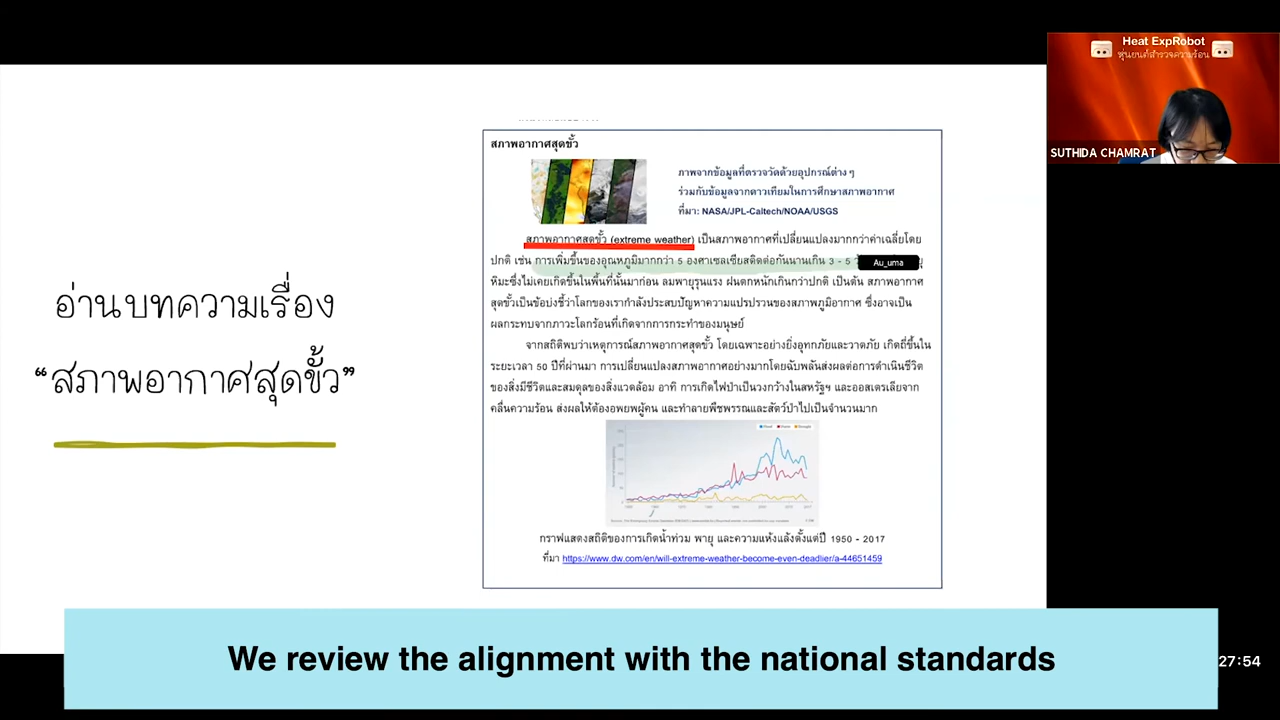 Heat ExpRobot
หุ่นยนต์สำรวจความร้อน
SUTHIDA CHAMRAT
อ่านบทความเรื่อง
“สภาพอากาศสุดขั้ว”
สภาพอากาศสุดขั้ว
ภาพจากข้อมูลที่ตรวจวัดด้วยอุปกรณ์ต่าง ๆ
ร่วมกับข้อมูลจากดาวเทียมในการศึกษาสภาพอากาศ
ที่มา: NASA/JPL-Caltech/NOAA/USGS
สภาพอากาศสุดขั้ว (extreme weather) เป็นสภาพอากาศที่เปลี่ยนแปลงมากกว่าค่าเฉลี่ยโดย
ปกติ เช่น การเพิ่มขึ้นของอุณหภูมิมากกว่า 5 องศาเซลเซียสติดต่อกันนานเกิน 3 - 5
Au_uma
หิมะซึ่งไม่เคยเกิดขึ้นในพื้นที่นั้นมาก่อน ลมพายุรุนแรง ฝนตกหนักเกินกว่าปกติ เป็นต้น สภาพอากาศ
สุดขั้วเป็นข้อบ่งชี้ว่าโลกของเรากำลังประสบปัญหาความแปรปรวนของสภาพภูมิอากาศ ซึ่งอาจเป็น
ผลกระทบจากภาวะโลกร้อนที่เกิดจากการกระทำของมนุษย์
จากสถิติพบว่าเหตุการณ์สภาพอากาศสุดขั้ว โดยเฉพาะอย่างยิ่งอุทกภัยและวาตภัย เกิดถี่ขึ้นใน
ระยะเวลา 50 ปีที่ผ่านมา การเปลี่ยนแปลงสภาพอากาศอย่างมากโดยฉับพลันส่งผลต่อการดำเนินชีวิต
ของสิ่งมีชีวิตและสมดุลของสิ่งแวดล้อม อาทิ การเกิดไฟป่าเป็นวงกว้างในสหรัฐฯ และออสเตรเลียจาก
คลื่นความร้อน ส่งผลให้ต้องอพยพผู้คน และทำลายพืชพรรณและสัตว์ป่าไปเป็นจำนวนมาก
กราฟแสดงสถิติของการเกิดน้ำท่วม พายุ และความแห้งแล้งตั้งแต่ปี 1950 - 2017
ที่มา https://www.dw.com/en/will-extreme-weather-become-even-deadlier/a-44651459
We review the alignment with the national standards
27:54